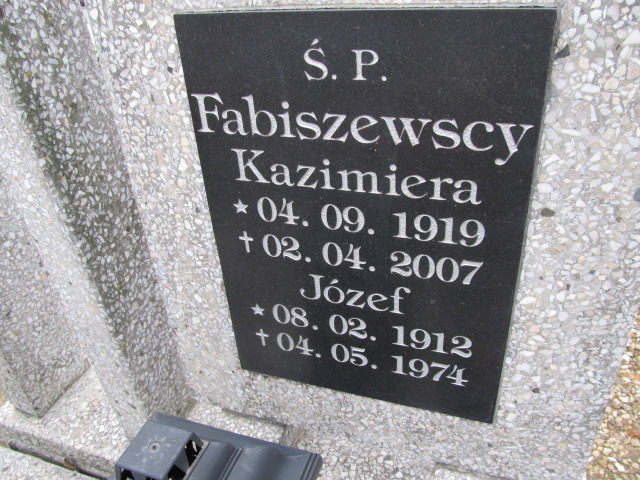 Ś. P.
Fabiszewscy
Kazimiera
* 04. 09. 1919
† 02. 04. 2007
Józef
* 08. 02. 1912
† 04. 05. 1974